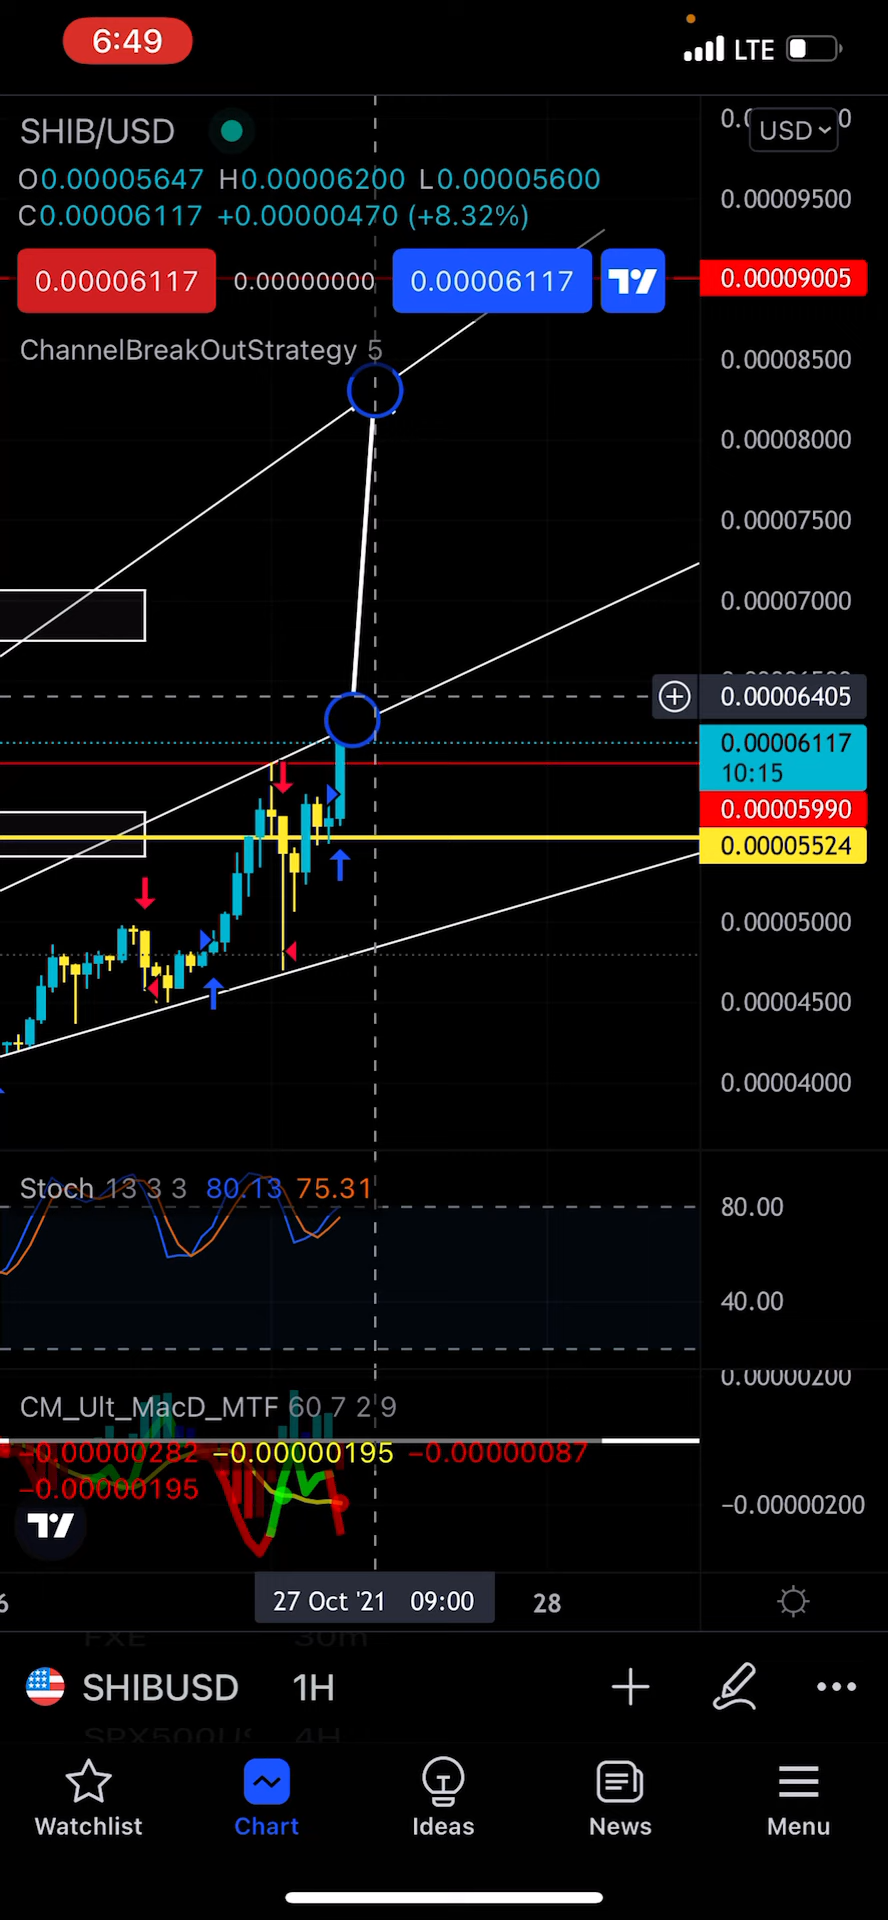 6:49
LTE
SHIB/USD
USD
O0.00005647 H0.00006200 L0.00005600
0.00009500
C0.00006117 +0.00000470 (+8.32%)
0.00006117 0.00000000 0.00006117
0.00009005
ChannelBreakOutStrategy 5
0.00008500
0.00008000
0.00007500
0.00007000
0.00006405
0.00006117
10:15
0.00005990
0.00005524
0.00005000
0.00004500
0.00004000
Stoch 13 3 3 80.13 75.31
80.00
40.00
0.00000200
CM_Ult_MacD_MTF 60 7 2 9
−0.00000282 −0.00000195 −0.00000087
−0.00000195
−0.00000200
27 Oct '21 09:00
28
FXE 30m
SHIBUSD 1H
4H
Watchlist Chart Ideas News Menu